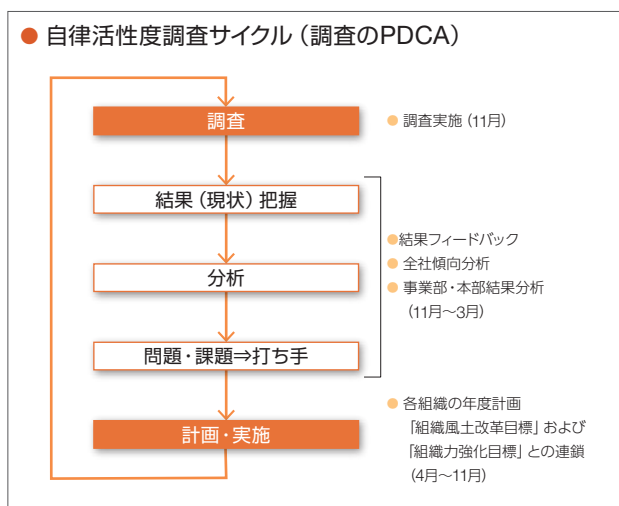 ● 自律活性度調査サイクル（調査のPDCA）
調査
● 調査実施（11月）
結果（現状）把握
分析
問題・課題⇒打ち手
●結果フィードバック
● 全社傾向分析
● 事業部・本部結果分析
（11月～3月）
計画・実施
● 各組織の年度計画
「組織風土改革目標」および
「組織力強化目標」との連鎖
（4月～11月）